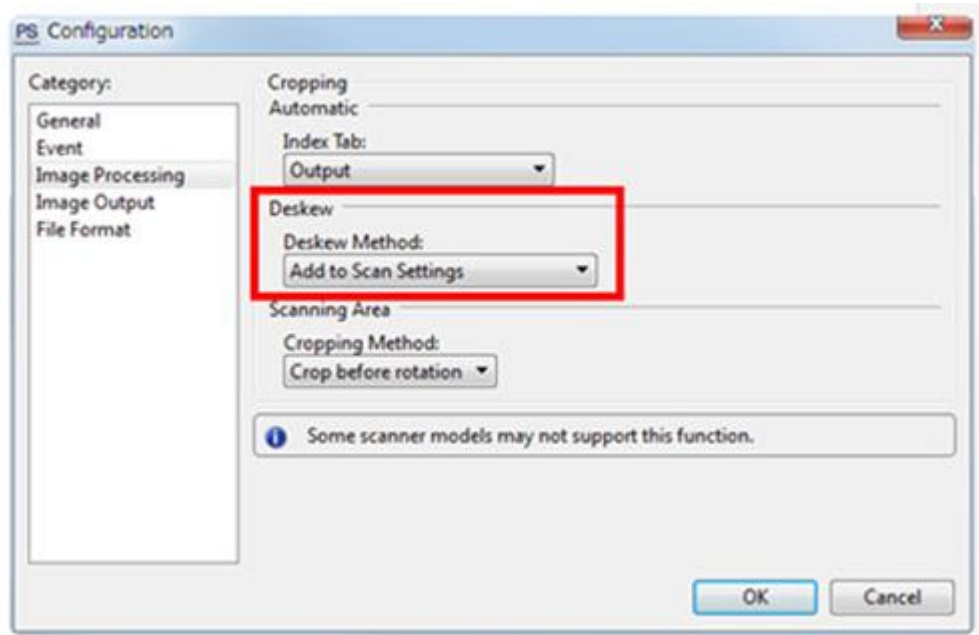 PS Configuration
Category:
General
Event
Image Processing
Image Output
File Format
Cropping
Automatic
Index Tab:
Output
Deskew
Deskew Method:
Add to Scan Settings
Scanning Area
Cropping Method:
Crop before rotation
Some scanner models may not support this function.
OK
Cancel